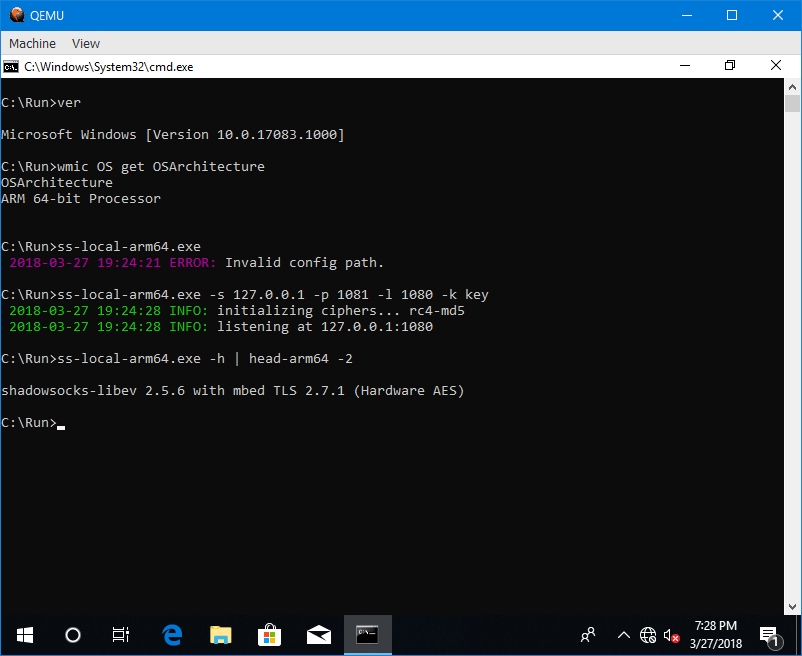 QEMU
Machine View
C:\Windows\System32\cmd.exe
C:\Run>ver
Microsoft Windows [Version 10.0.17083.1000]
C:\Run>wmic OS get OSArchitecture
OSArchitecture
ARM 64-bit Processor
C:\Run>ss-local-arm64.exe
2018-03-27 19:24:21 ERROR: Invalid config path.
C:\Run>ss-local-arm64.exe -s 127.0.0.1 -p 1081 -l 1080 -k key
2018-03-27 19:24:28 INFO: initializing ciphers... rc4-md5
2018-03-27 19:24:28 INFO: listening at 127.0.0.1:1080
C:\Run>ss-local-arm64.exe -h | head-arm64 -2
shadowsocks-libev 2.5.6 with mbed TLS 2.7.1 (Hardware AES)
C:\Run>
7:28 PM
3/27/2018
1